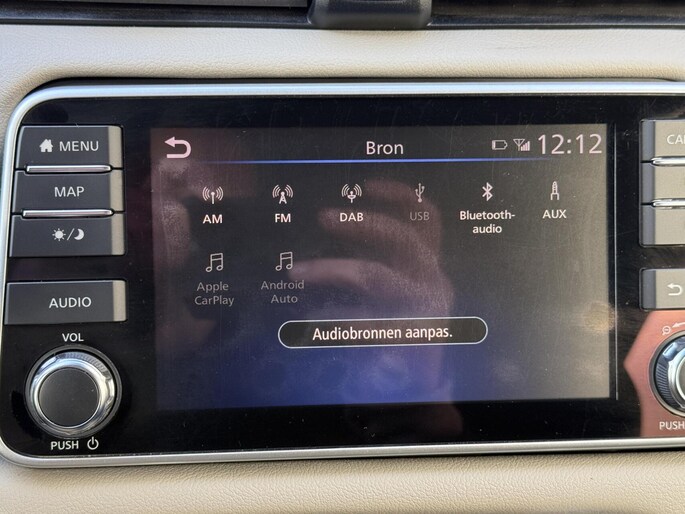 MENU
MAP
AUDIO
VOL
PUSH
Bron
12:12
AM
FM
DAB
USB
Bluetooth-
audio
AUX
Apple
CarPlay
Android
Auto
Audiobronnen aanpas.
PUSH